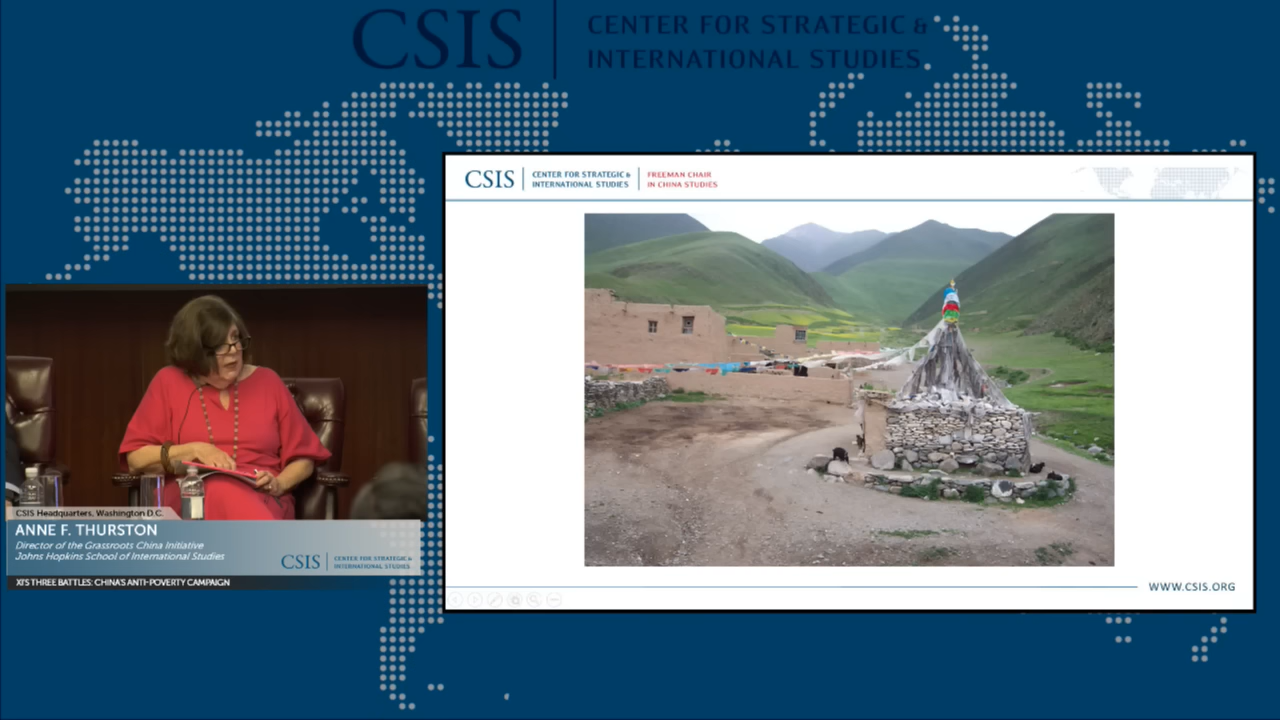 CSIS
CENTER FOR STRATEGIC &
INTERNATIONAL STUDIES
CSIS
CENTER FOR STRATEGIC &
INTERNATIONAL STUDIES
FREEMAN CHAIR
IN CHINA STUDIES
WWW.CSIS.ORG
CSIS Headquarters, Washington D.C.
ANNE F. THURSTON
Director of the Grassroots China Initiative
Johns Hopkins School of International Studies
CSIS
CENTER FOR STRATEGIC &
INTERNATIONAL STUDIES
XI'S THREE BATTLES: CHINA'S ANTI-POVERTY CAMPAIGN